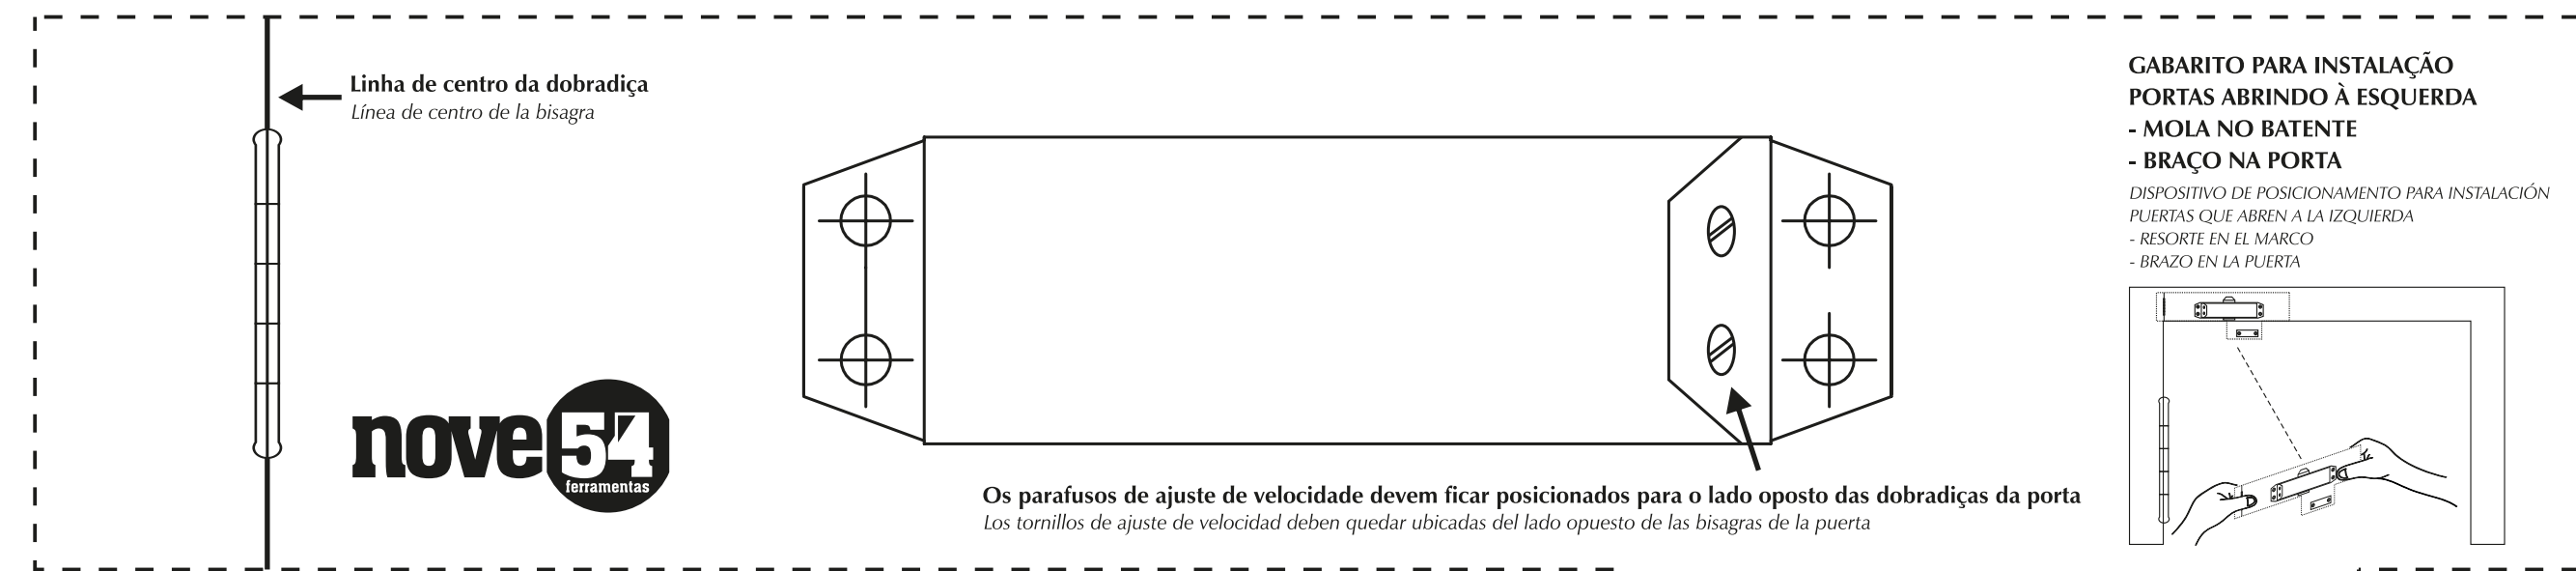 Linha de centro da dobradiça
Línea de centro de la bisagra
nove54
ferramentas
Os parafusos de ajuste de velocidade devem ficar posicionados para o lado oposto das dobradiças da porta
Los tornillos de ajuste de velocidad deben quedar ubicadas del lado opuesto de las bisagras de la puerta
GABARITO PARA INSTALAÇÃO
PORTAS ABRINDO À ESQUERDA
- MOLA NO BATENTE
- BRAÇO NA PORTA
DISPOSITIVO DE POSICIONAMENTO PARA INSTALACIÓN
PUERTAS QUE ABREN A LA IZQUIERDA
- RESORTE EN EL MARCO
- BRAZO EN LA PUERTA